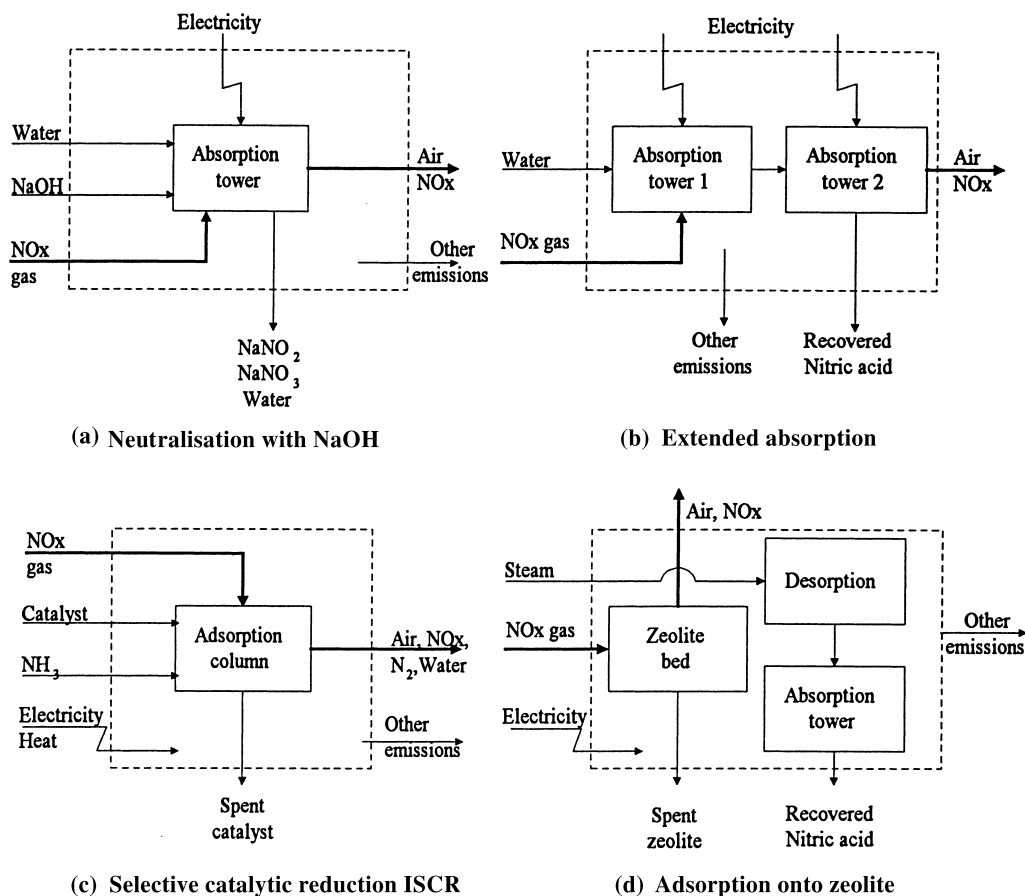 Electricity
Water
NaOH
NOx
gas
Absorption
tower
Air
NOx
Other
emissions
NaNO2
NaNO3
Water
(a) Neutralisation with NaOH
Electricity
Water
NOx gas
Absorption
tower 1
Absorption
tower 2
Air
NOx
Other
emissions
Recovered
Nitric acid
(b) Extended absorption
NOx
gas
Catalyst
NH3
Electricity
Heat
Adsorption
column
Air, NOx,
N2,Water
Other
emissions
Spent
catalyst
(c) Selective catalytic reduction ISCR
Air, NOx
Steam
NOx gas
Electricity
Zeolite
bed
Desorption
Absorption
tower
Other
emissions
Spent
zeolite
Recovered
Nitric acid
(d) Adsorption onto zeolite